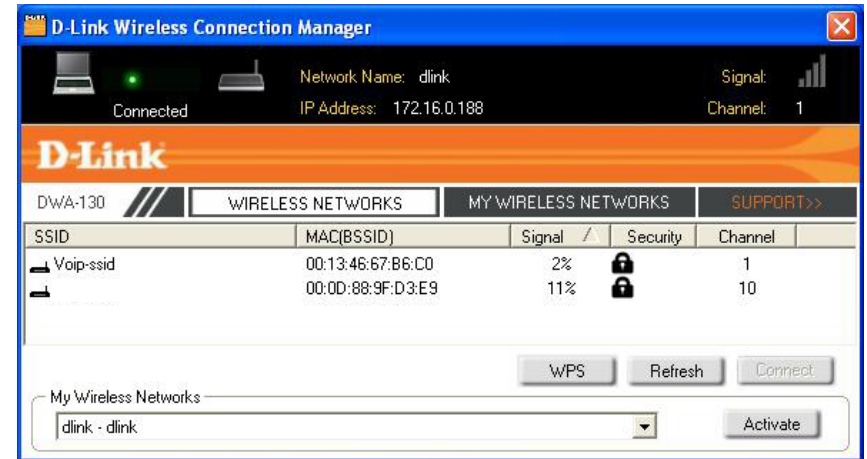 D-Link Wireless Connection Manager
Network Name: dlink Signal:
Connected IP Address: 172.16.0.188 Channel: 1
D-Link
DWA-130 WIRELESS NETWORKS MY WIRELESS NETWORKS SUPPORT>>
SSID MAC(BSSID) Signal Security Channel
Voip-ssid 00:13:46:67:B6:C0 2% 1
00:0D:88:9F:D3:E9 11% 10
WPS Refresh Connect
My Wireless Networks
dlink - dlink Activate